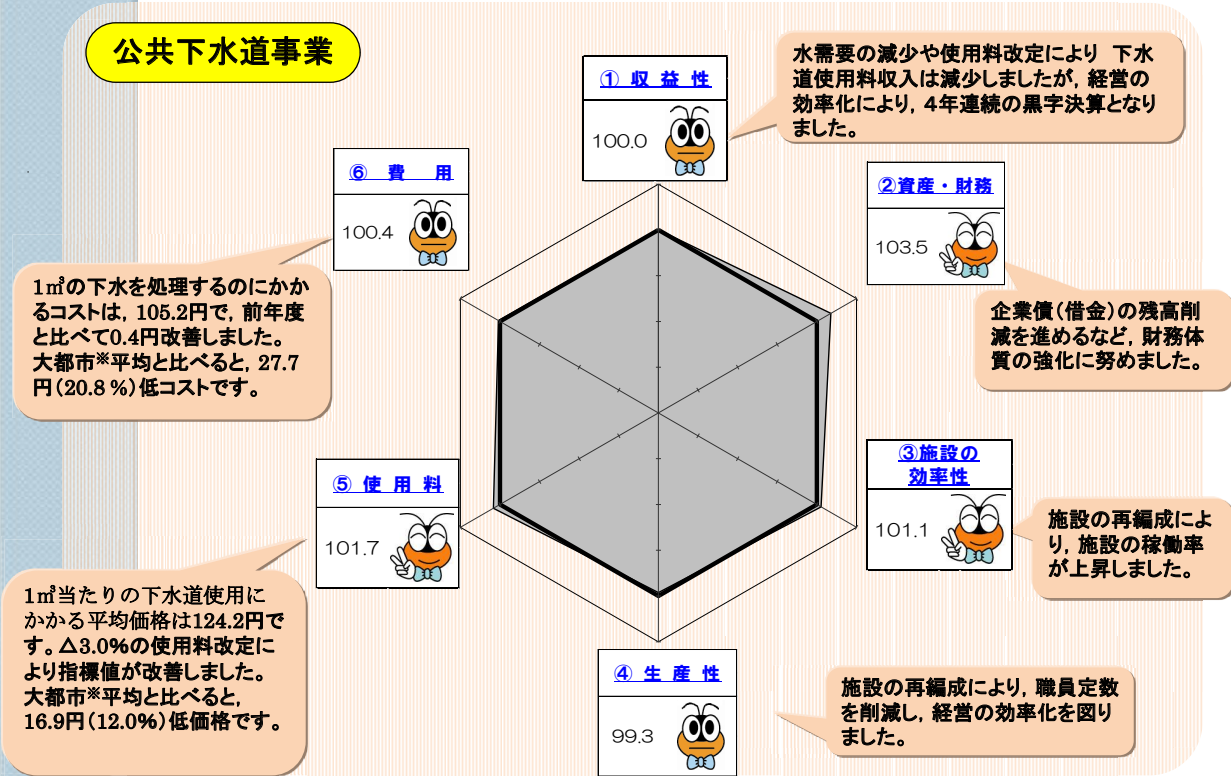 公共下水道事業
① 収 益 性
100.0
水需要の減少や使用料改定により 下水
道使用料収入は減少しましたが, 経営の
効率化により, 4年連続の黒字決算となり
ました。
⑥ 費 用
100.4
②資産・財務
103.5
1㎥の下水を処理するのにかか
るコストは, 105.2円で, 前年度
と比べて0.4円改善しました。
大都市※平均と比べると, 27.7
円(20.8%)低コストです。
企業債(借金)の残高削
減を進めるなど, 財務体
質の強化に努めました。
⑤ 使 用 料
101.7
③施設の
効率性
101.1
施設の再編成によ
り, 施設の稼働率
が上昇しました。
1㎥当たりの下水道使用に
かかる平均価格は124.2円で
す。△3.0%の使用料改定に
より指標値が改善しました。
大都市※平均と比べると,
16.9円(12.0%)低価格です。
④ 生 産 性
99.3
施設の再編成により, 職員定数
を削減し, 経営の効率化を図り
ました。